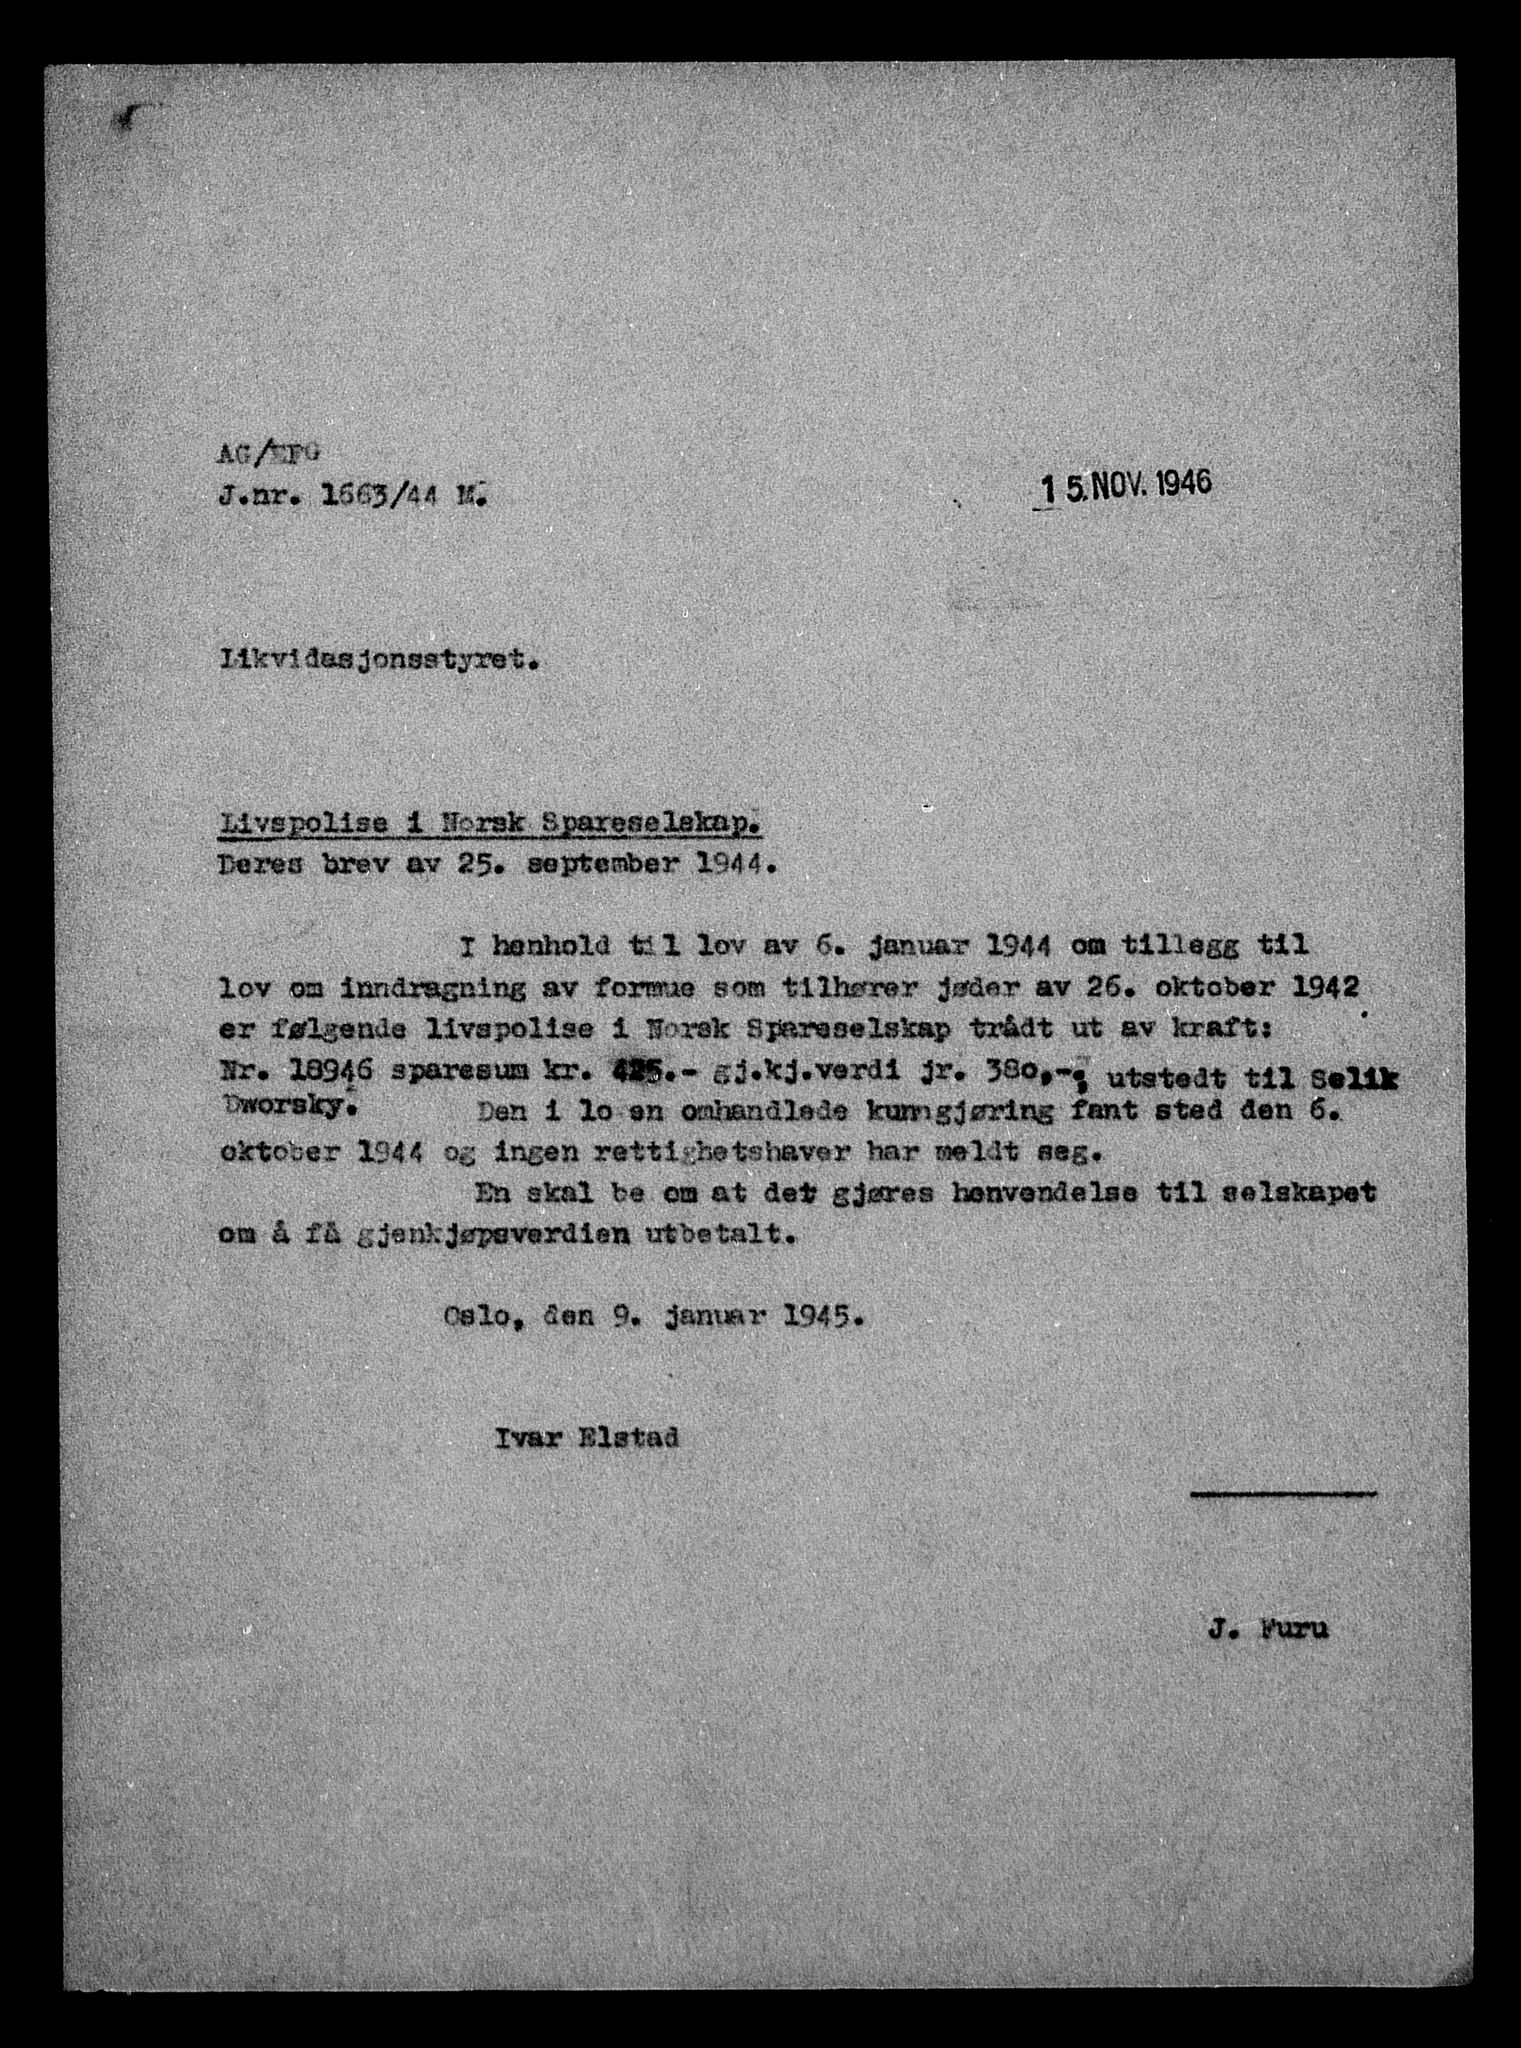 AG/EFG
J.nr. 1663/44 M.
15. NOV. 1946
Likvidasjonsstyret.
Livspolise i Norsk Spareselskap.
Deres brev av 25. september 1944.
I henhold til lov av 6. januar 1944 om tillegg til
lov om inndragning av formue som tilhører jøder av 26. oktober 1942
er følgende livspolise i Norsk Spareselskap trådt ut av kraft:
Nr. 18946 sparesum kr. 425.- gj.kj.verdi jr. 380,-, utstedt til Selik
Dworsky.
Den i lo en omhandlede kunngjøring fant sted den 6.
oktober 1944 og ingen rettighetshaver har meldt seg.
En skal be om at det gjøres henvendelse til selskapet
om å få gjenkjøpsverdien utbetalt.
Oslo, den 9. januar 1945.
Ivar Elstad
J. Furu